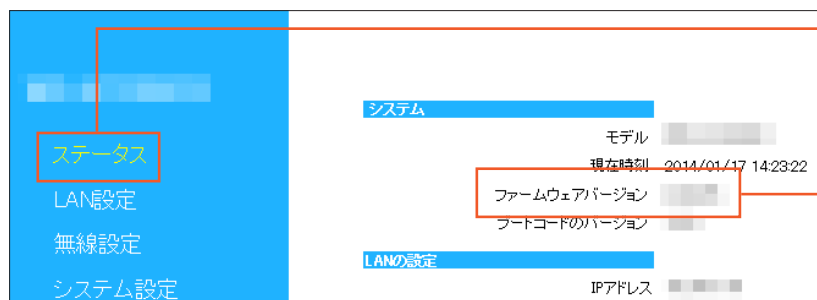 ステータス
LAN設定
無線設定
システム設定
システム
モデル
現在時刻 2014/01/17 14:23:22
ファームウェアバージョン
ブートコードのバージョン
LANの設定
IPアドレス